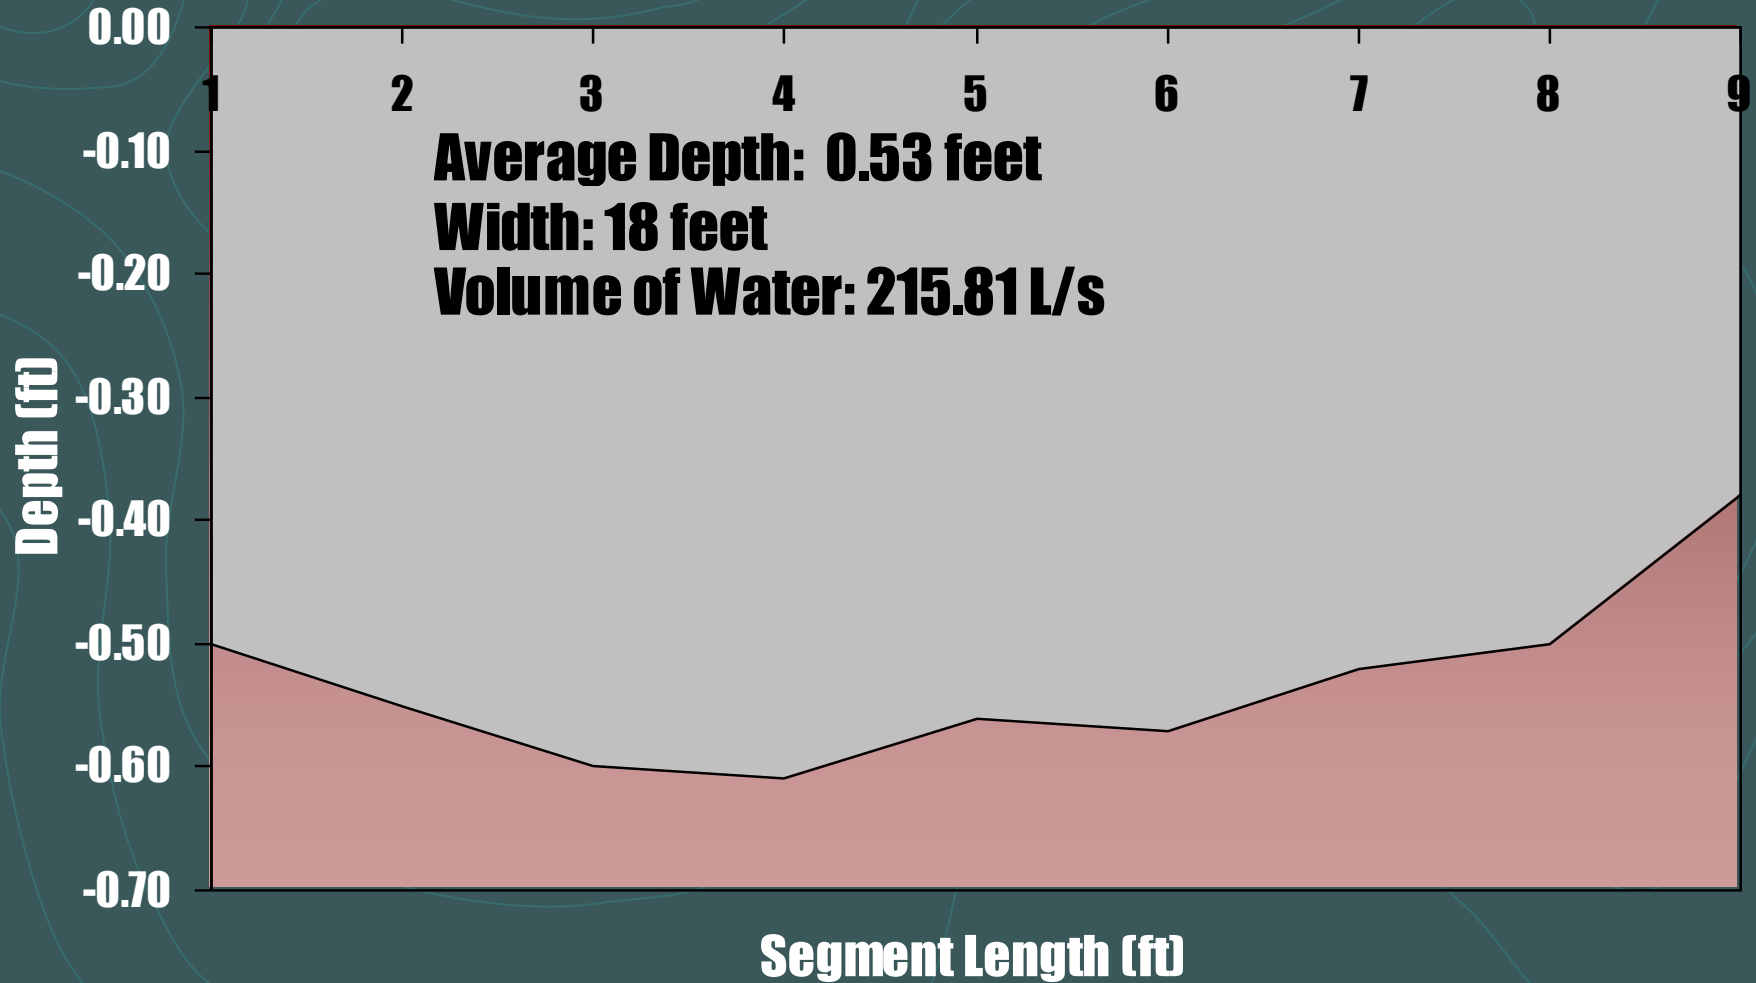 0.00
1 2 3 4 5 6 7 8 9
-0.10
Average Depth: 0.53 feet
Width: 18 feet
-0.20
Volume of Water: 215.81 L/s
-0.30
Depth (ft)
-0.40
-0.50
-0.60
-0.70
Segment Length (ft)